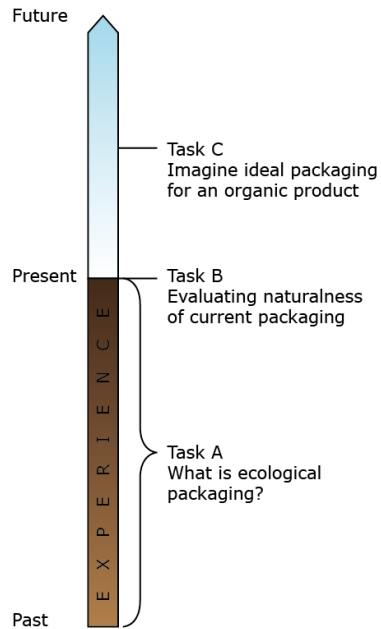 Future
Task C
Imagine ideal packaging
for an organic product
Present
Task B
Evaluating naturalness
of current packaging
EXPERIENCE
Task A
What is ecological
packaging?
Past